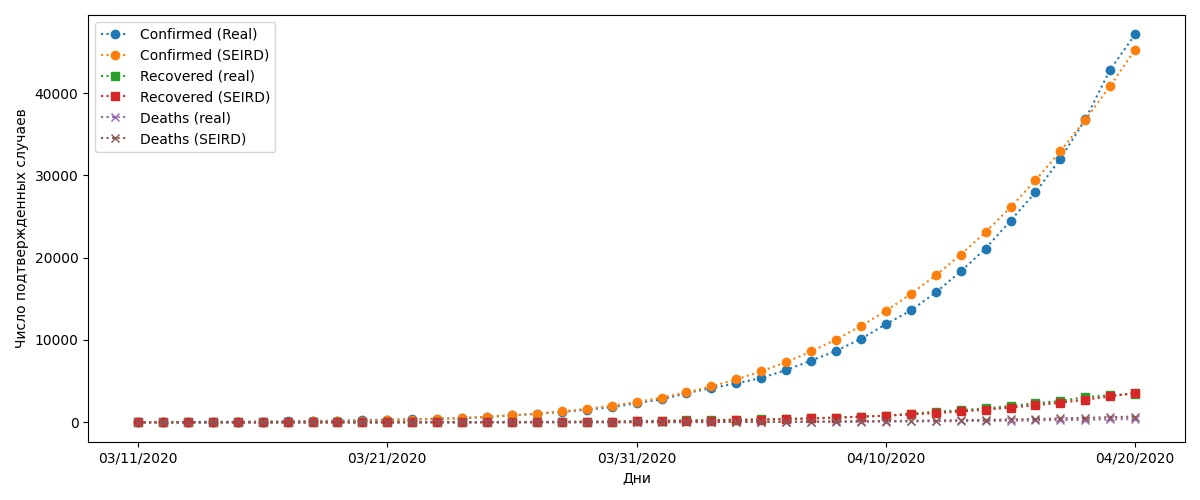 Confirmed (Real)
Confirmed (SEIRD)
Recovered (real)
Recovered (SEIRD)
Deaths (real)
Deaths (SEIRD)
Число подтвержденных случаев
40000
30000
20000
10000
0
03/11/2020 03/21/2020 03/31/2020 04/10/2020 04/20/2020
Дни